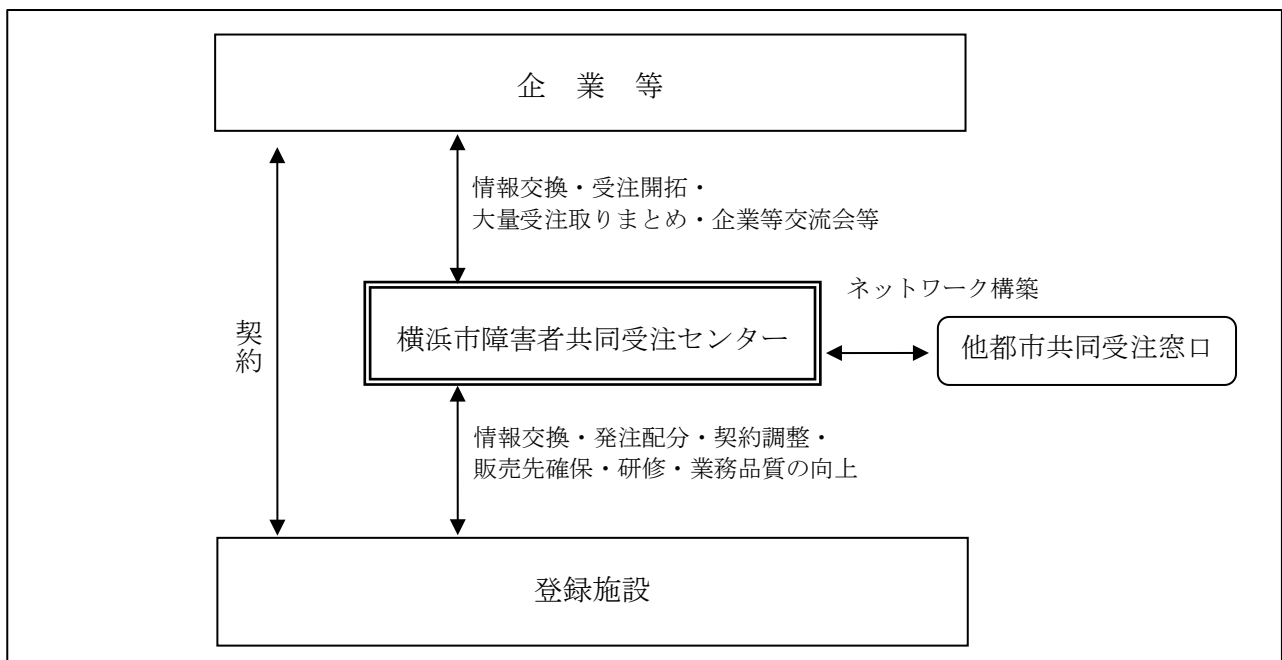 企　業　等
情報交換・受注開拓・
大量受注取りまとめ・企業等交流会等
ネットワーク構築
契約
横浜市障害者共同受注センター
他都市共同受注窓口
情報交換・発注配分・契約調整・
販売先確保・研修・業務品質の向上
登録施設